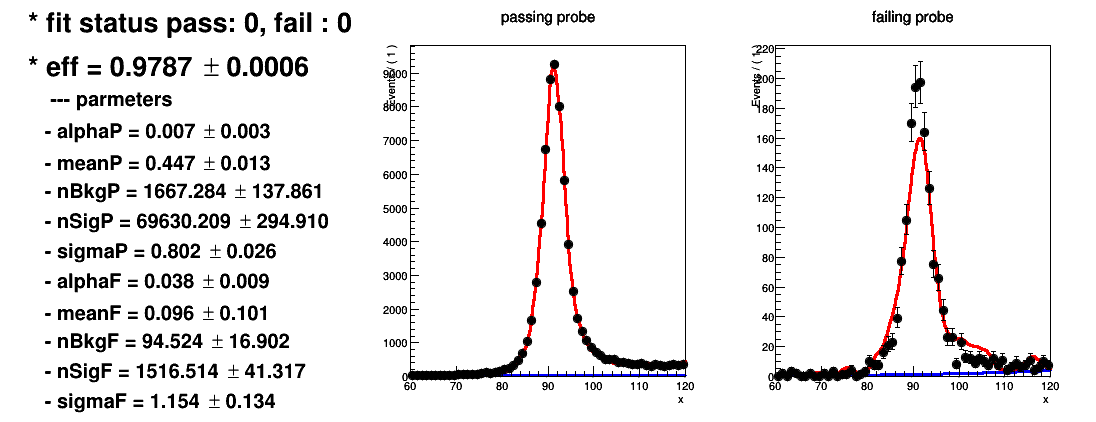 * fit status pass: 0, fail : 0
* eff = 0.9787 ± 0.0006
--- parmeters
- alphaP = 0.007 ± 0.003
- meanP = 0.447 ± 0.013
- nBkgP = 1667.284 ± 137.861
- nSigP = 69630.209 ± 294.910
- sigmaP = 0.802 ± 0.026
- alphaF = 0.038 ± 0.009
- meanF = 0.096 ± 0.101
- nBkgF = 94.524 ± 16.902
- nSigF = 1516.514 ± 41.317
- sigmaF = 1.154 ± 0.134
passing probe
Events / ( 1 )
9000
8000
7000
6000
5000
4000
3000
2000
1000
0
60 70 80 90 100 110 120
x
failing probe
Events / ( 1 )
220
200
180
160
140
120
100
80
60
40
20
0
60 70 80 90 100 110 120
x